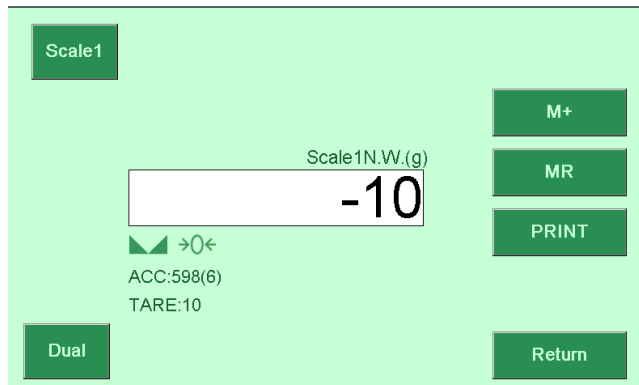 Scale1
M+
Scale1N.W.(g)
MR
-10
PRINT
→0←
ACC:598(6)
TARE:10
Dual
Return